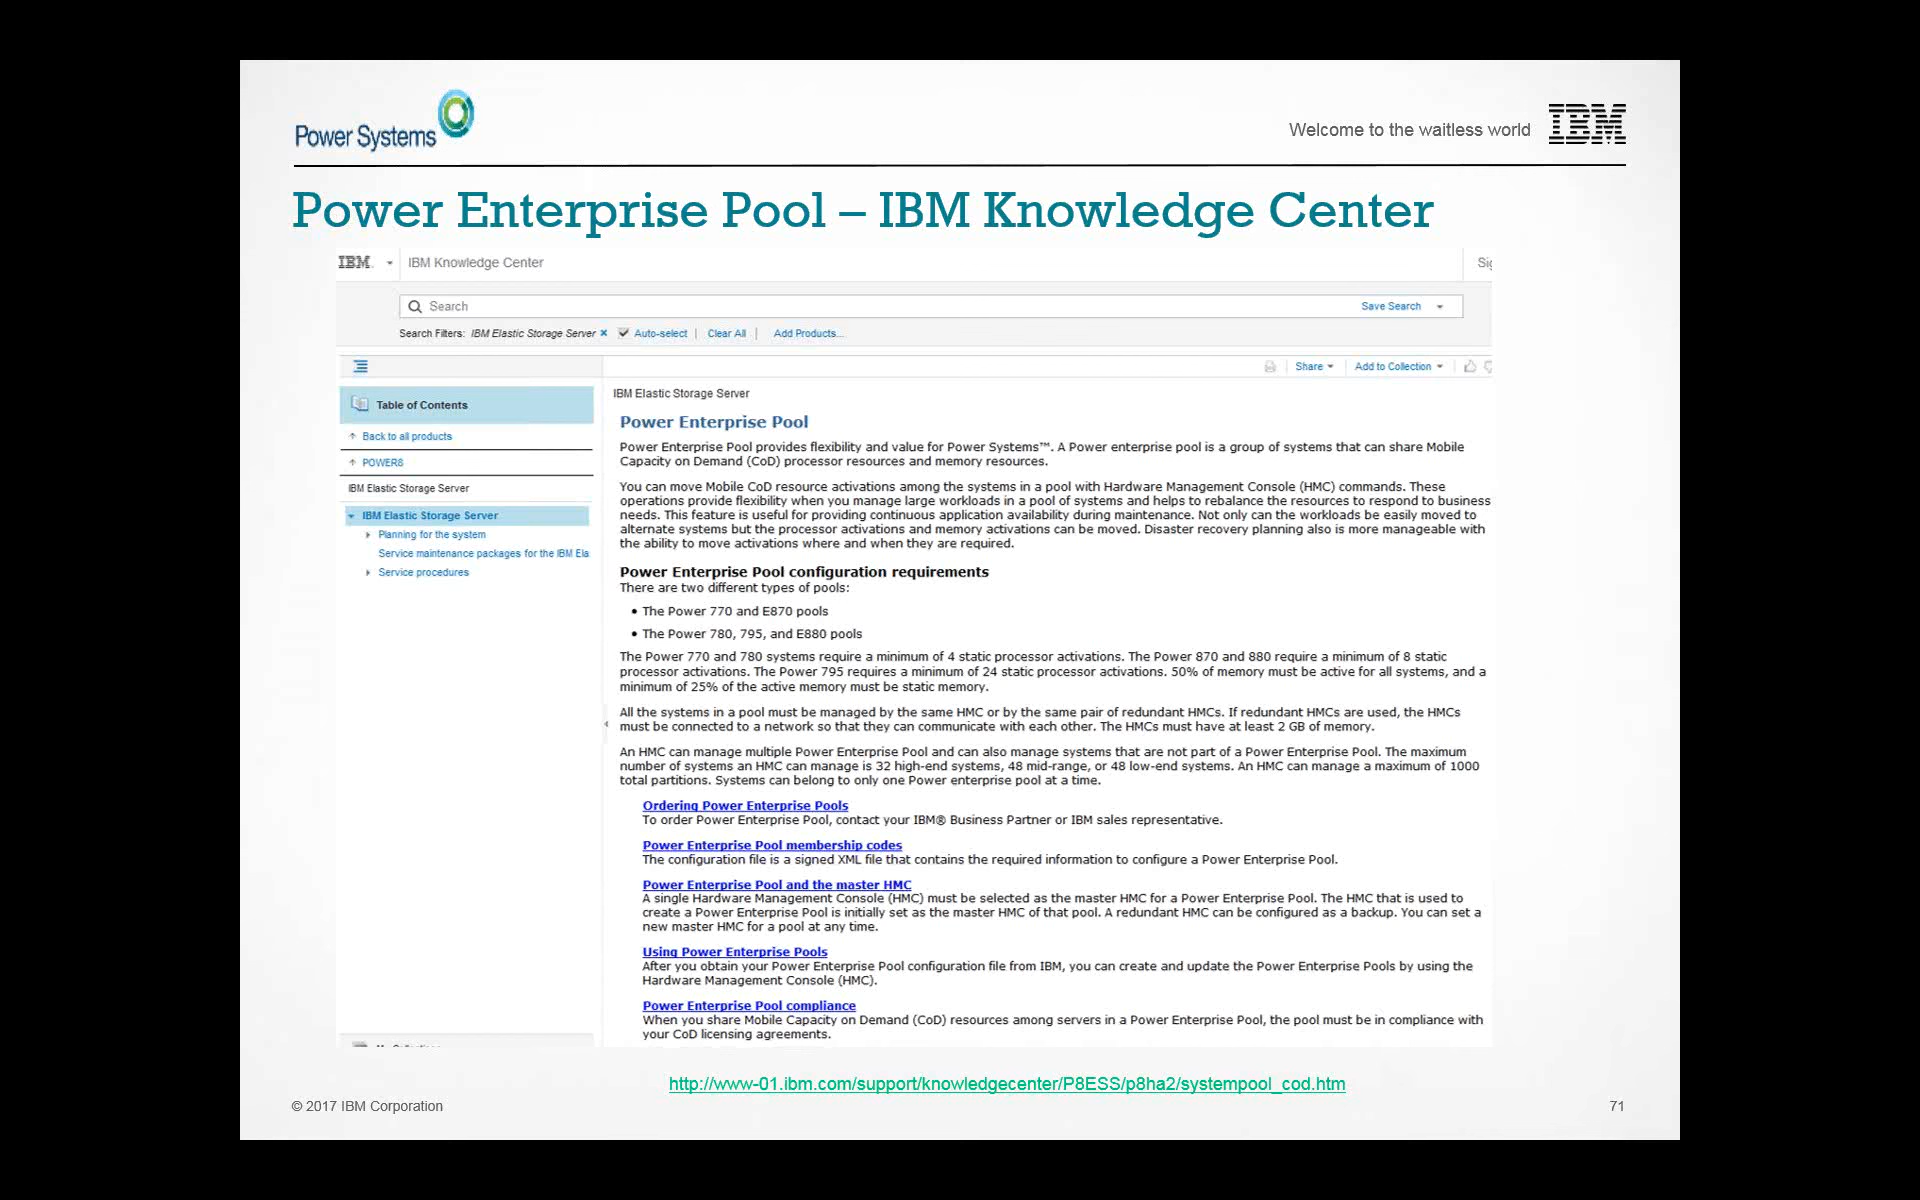 Power Systems
Welcome to the waitless world
IBM
Power Enterprise Pool – IBM Knowledge Center
IBM
IBM Knowledge Center
Search
Save Search
Search Filters: IBM Elastic Storage Server × Auto-select | Clear All | Add Products...
Share
Add to Collection
Table of Contents
Back to all products
POWER8
IBM Elastic Storage Server
IBM Elastic Storage Server
Planning for the system
Service maintenance packages for the IBM Ela
Service procedures
IBM Elastic Storage Server
Power Enterprise Pool
Power Enterprise Pool provides flexibility and value for Power Systems™. A Power enterprise pool is a group of systems that can share Mobile
Capacity on Demand (CoD) processor resources and memory resources.
You can move Mobile CoD resource activations among the systems in a pool with Hardware Management Console (HMC) commands. These
operations provide flexibility when you manage large workloads in a pool of systems and helps to rebalance the resources to respond to business
needs. This feature is useful for providing continuous application availability during maintenance. Not only can the workloads be easily moved to
alternate systems but the processor activations and memory activations can be moved. Disaster recovery planning also is more manageable with
the ability to move activations where and when they are required.
Power Enterprise Pool configuration requirements
There are two different types of pools:
• The Power 770 and E870 pools
• The Power 780, 795, and E880 pools
The Power 770 and 780 systems require a minimum of 4 static processor activations. The Power 870 and 880 require a minimum of 8 static
processor activations. The Power 795 requires a minimum of 24 static processor activations. 50% of memory must be active for all systems, and a
minimum of 25% of the active memory must be static memory.
All the systems in a pool must be managed by the same HMC or by the same pair of redundant HMCs. If redundant HMCs are used, the HMCs
must be connected to a network so that they can communicate with each other. The HMCs must have at least 2 GB of memory.
An HMC can manage multiple Power Enterprise Pool and can also manage systems that are not part of a Power Enterprise Pool. The maximum
number of systems an HMC can manage is 32 high-end systems, 48 mid-range, or 48 low-end systems. An HMC can manage a maximum of 1000
total partitions. Systems can belong to only one Power enterprise pool at a time.
Ordering Power Enterprise Pools
To order Power Enterprise Pool, contact your IBM® Business Partner or IBM sales representative.
Power Enterprise Pool membership codes
The configuration file is a signed XML file that contains the required information to configure a Power Enterprise Pool.
Power Enterprise Pool and the master HMC
A single Hardware Management Console (HMC) must be selected as the master HMC for a Power Enterprise Pool. The HMC that is used to
create a Power Enterprise Pool is initially set as the master HMC of that pool. A redundant HMC can be configured as a backup. You can set a
new master HMC for a pool at any time.
Using Power Enterprise Pools
After you obtain your Power Enterprise Pool configuration file from IBM, you can create and update the Power Enterprise Pools by using the
Hardware Management Console (HMC).
Power Enterprise Pool compliance
When you share Mobile Capacity on Demand (CoD) resources among servers in a Power Enterprise Pool, the pool must be in compliance with
your CoD licensing agreements.
http://www-01.ibm.com/support/knowledgecenter/P8ESS/p8ha2/systempool_cod.htm
© 2017 IBM Corporation
71